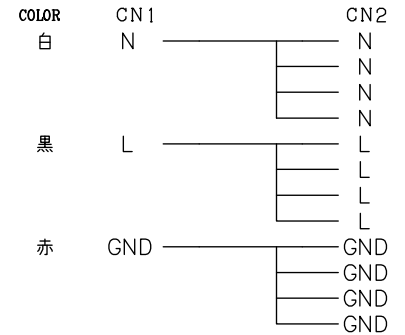 COLOR CN1 CN2
白 N N
N
N
N
黒 L L
L
L
L
赤 GND GND
GND
GND
GND